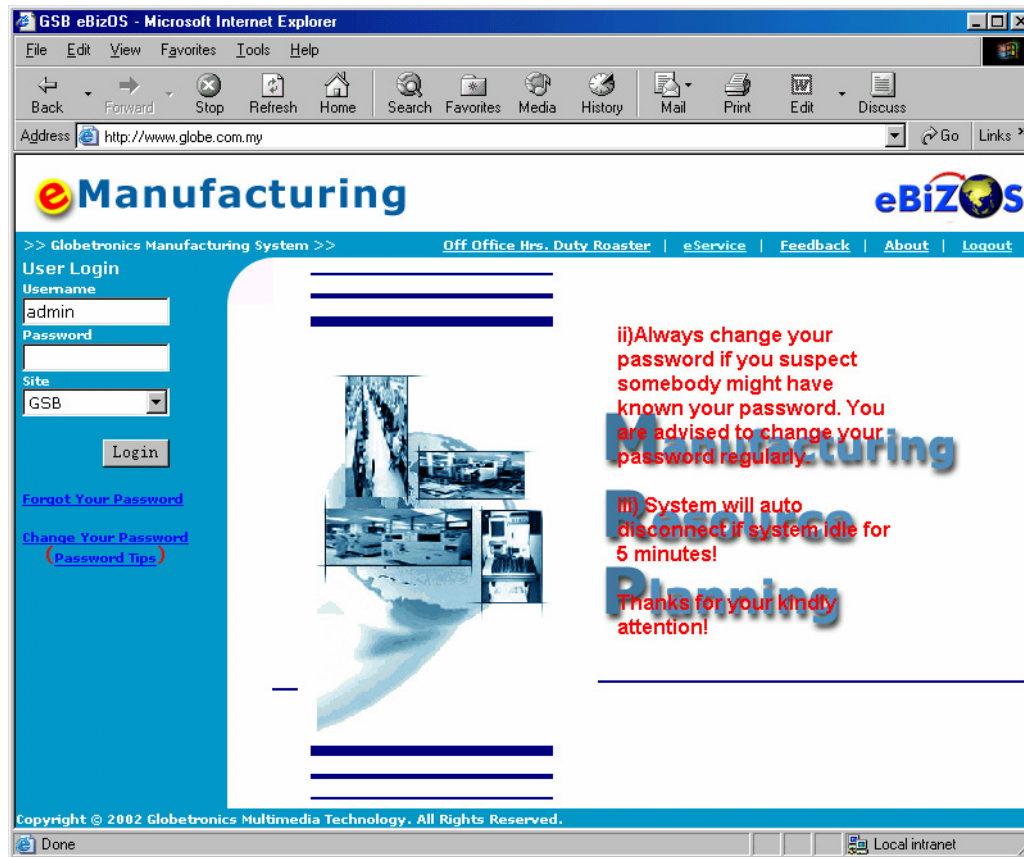 GSB eBizOS - Microsoft Internet Explorer
File Edit View Favorites Tools Help
Back Forward Stop Refresh Home Search Favorites Media History Mail Print Edit Discuss
Address http://www.globe.com.my Go Links »
eManufacturing
eBiZOS
>> Globetronics Manufacturing System >> Off Office Hrs. Duty Roaster | eService | Feedback | About | Logout
User Login
Username
admin
Password
Site
GSB
Login
Forgot Your Password
Change Your Password
(Password Tips)
ii)Always change your
password if you suspect
somebody might have
known your password. You
are advised to change your
password regularly.
iii) System will auto
disconnect if system idle for
5 minutes!
Thanks for your kindly
attention!
Manufacturing
Resource
Planning
Copyright © 2002 Globetronics Multimedia Technology. All Rights Reserved.
Done Local intranet